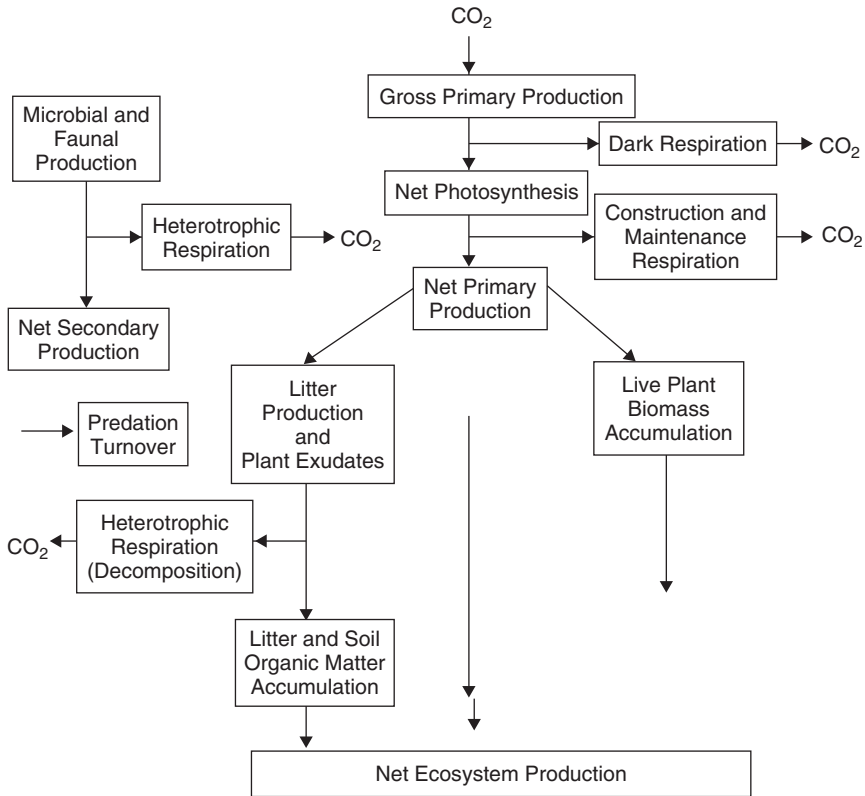 CO₂
Gross Primary Production
Microbial and
Faunal
Production
Dark Respiration
CO₂
Net Photosynthesis
Heterotrophic
Respiration
CO₂
Construction and
Maintenance
Respiration
CO₂
Net Primary
Production
Net Secondary
Production
Litter
Production
and
Plant Exudates
Live Plant
Biomass
Accumulation
Predation
Turnover
CO₂
Heterotrophic
Respiration
(Decomposition)
Litter and Soil
Organic Matter
Accumulation
Net Ecosystem Production